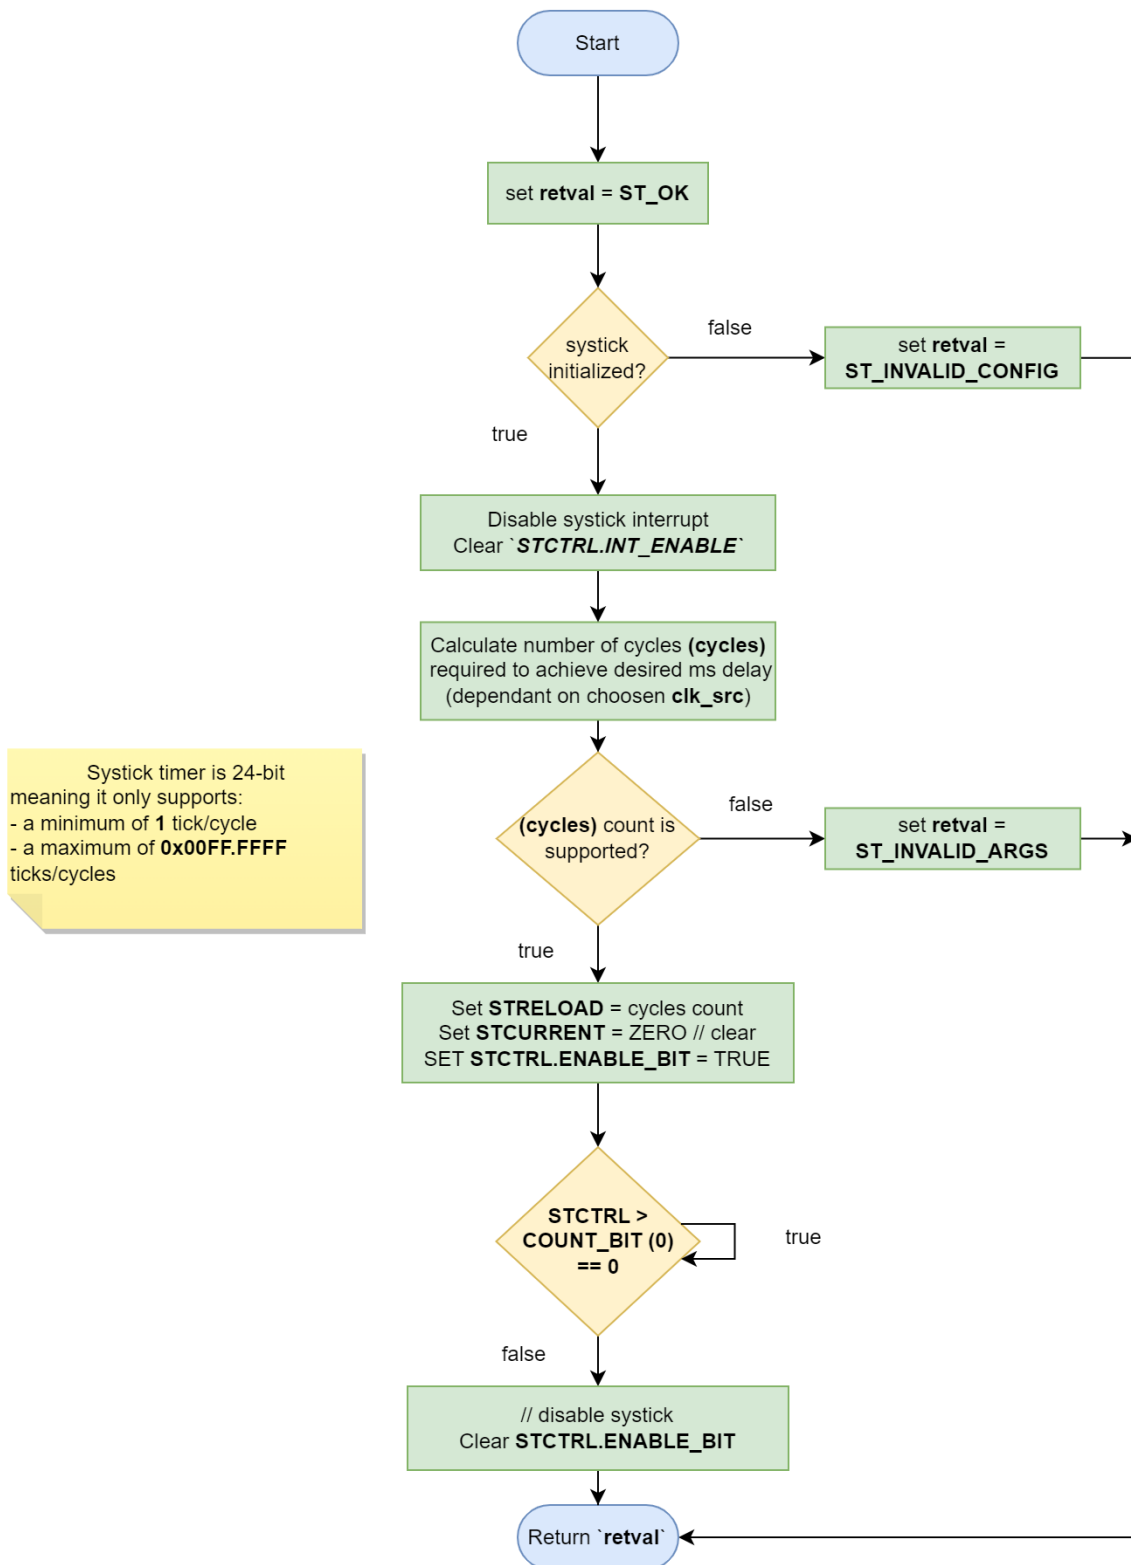 Start
set retval = ST_OK
systick
initialized?
false
set retval =
ST_INVALID_CONFIG
true
Disable systick interrupt
Clear `STCTRL.INT_ENABLE`
Calculate number of cycles (cycles)
required to achieve desired ms delay
(dependant on choosen clk_src)
Systick timer is 24-bit
meaning it only supports:
- a minimum of 1 tick/cycle
- a maximum of 0x00FF.FFFF
ticks/cycles
(cycles) count is
supported?
false
set retval =
ST_INVALID_ARGS
true
Set STRELOAD = cycles count
Set STCURRENT = ZERO // clear
SET STCTRL.ENABLE_BIT = TRUE
STCTRL >
COUNT_BIT (0)
== 0
true
false
// disable systick
Clear STCTRL.ENABLE_BIT
Return `retval`